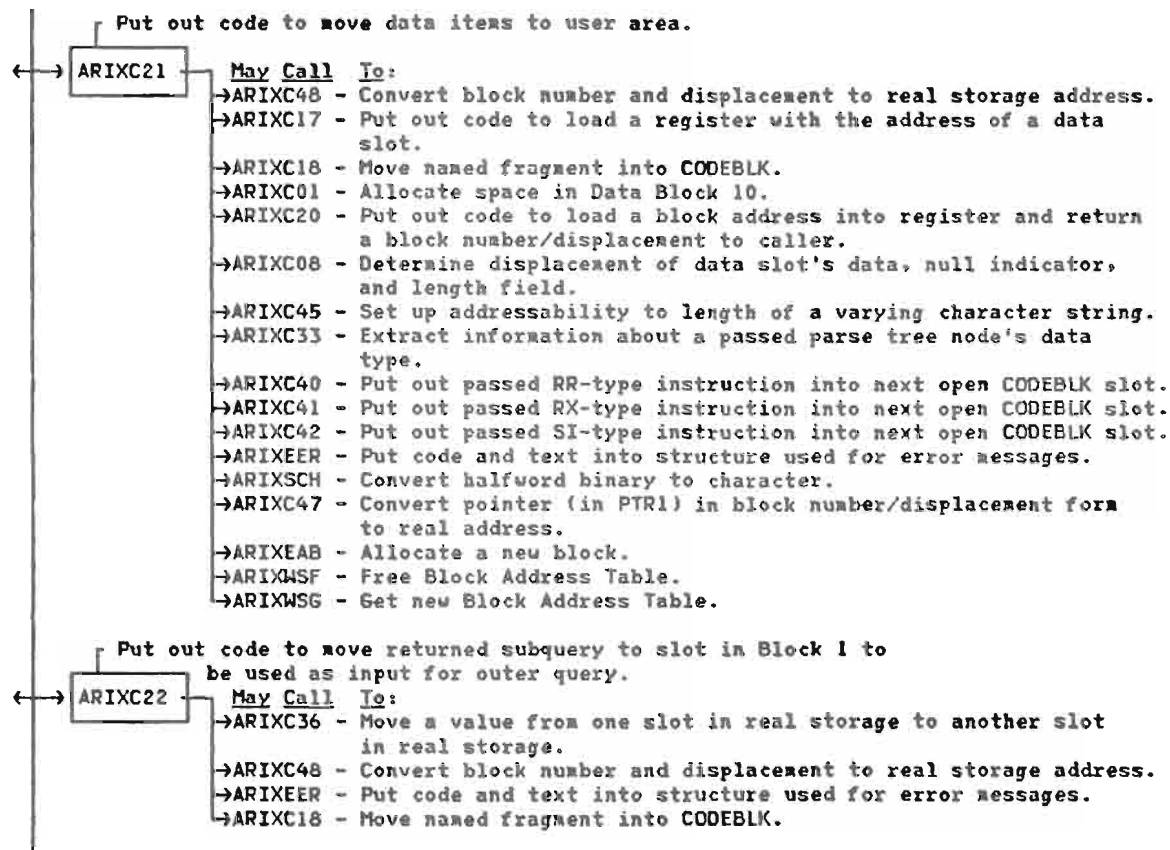 Put out code to move data items to user area.
ARIXC21
May Call To:
→ARIXC48 - Convert block number and displacement to real storage address.
→ARIXC17 - Put out code to load a register with the address of a data
slot.
→ARIXC18 - Move named fragment into CODEBLK.
→ARIXC01 - Allocate space in Data Block 10.
→ARIXC20 - Put out code to load a block address into register and return
a block number/displacement to caller.
→ARIXC08 - Determine displacement of data slot's data, null indicator,
and length field.
→ARIXC45 - Set up addressability to length of a varying character string.
→ARIXC33 - Extract information about a passed parse tree node's data
type.
→ARIXC40 - Put out passed RR-type instruction into next open CODEBLK slot.
→ARIXC41 - Put out passed RX-type instruction into next open CODEBLK slot.
→ARIXC42 - Put out passed SI-type instruction into next open CODEBLK slot.
→ARIXEER - Put code and text into structure used for error messages.
→ARIXSCH - Convert halfword binary to character.
→ARIXC47 - Convert pointer (in PTR1) in block number/displacement form
to real address.
→ARIXEAB - Allocate a new block.
→ARIXWSF - Free Block Address Table.
→ARIXWSG - Get new Block Address Table.
Put out code to move returned subquery to slot in Block 1 to
be used as input for outer query.
ARIXC22
May Call To:
→ARIXC36 - Move a value from one slot in real storage to another slot
in real storage.
→ARIXC48 - Convert block number and displacement to real storage address.
→ARIXEER - Put code and text into structure used for error messages.
→ARIXC18 - Move named fragment into CODEBLK.